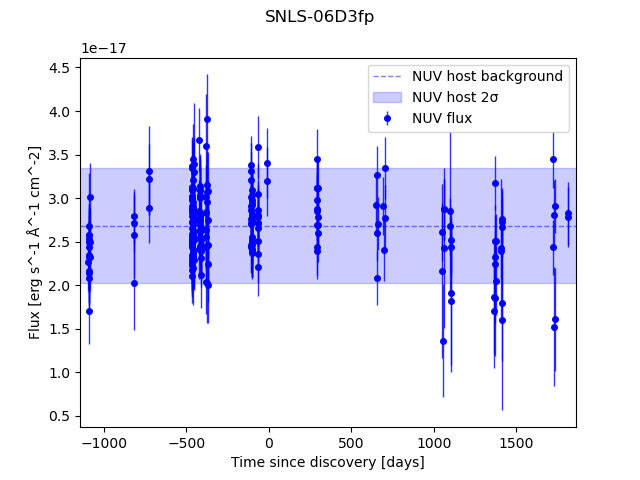 SNLS-06D3fp
1e−17
NUV host background
NUV host 2σ
NUV flux
4.5
4.0
3.5
3.0
2.5
2.0
1.5
1.0
0.5
Flux [erg s^-1 Å^-1 cm^-2]
−1000 −500 0 500 1000 1500
Time since discovery [days]